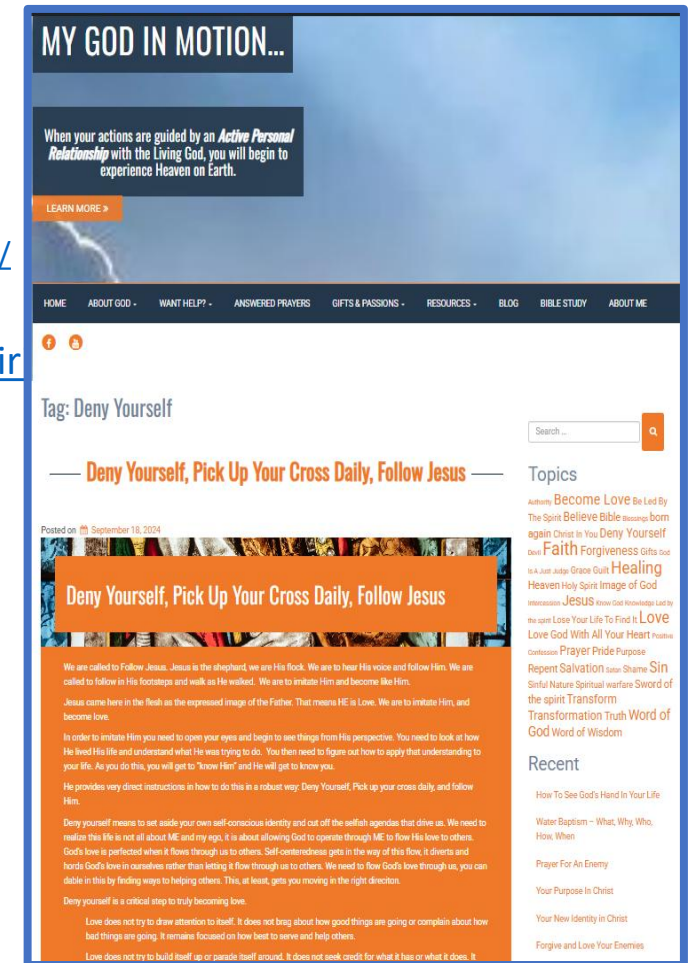 /
ir
MY GOD IN MOTION...
When your actions are guided by an Active Personal
Relationship with the Living God, you will begin to
experience Heaven on Earth.
LEARN MORE »
HOME ABOUT GOD WANT HELP? ANSWERED PRAYERS GIFTS & PASSIONS RESOURCES BLOG BIBLE STUDY ABOUT ME
Tag: Deny Yourself
Deny Yourself, Pick Up Your Cross Daily, Follow Jesus
Posted on September 18, 2024
Deny Yourself, Pick Up Your Cross Daily, Follow Jesus
We are called to Follow Jesus. Jesus is the shephard, we are His flock. We are to hear His voice and follow Him. We are
called to follow in His footsteps and walk as He walked. We are to imitate Him and become like Him.
Jesus came here in the flesh as the expressed image of the Father. That means HE is Love. We are to imitate Him, and
become love.
In order to imitate Him you need to open your eyes and begin to see things from His perspective. You need to look at how
He lived His life and understand what He was trying to do. You then need to figure out how to apply that understanding to
your life. As you do this, you will get to "know Him" and He will get to know you.
He provides very direct instructions in how to do this in a robust way: Deny Yourself, Pick up your cross daily, and follow
Him.
Deny yourself means to set aside your own self-conscious identity and cut off the selfish agendas that drive us. We need to
realize this life is not all about ME and my ego, it is about allowing God to operate through ME to flow His love to others.
God's love is perfected when it flows through us to others. Self-centeredness gets in the way of this flow, it diverts and
hords God's love in ourselves rather than letting it flow through us to others. We need to flow God's love through us, you can
dable in this by finding ways to helping others. This, at least, gets you moving in the right direciton.
Deny yourself is a critical step to truly becoming love.
Love does not try to draw attention to itself. It does not brag about how good things are going or complain about how
bad things are going. It remains focused on how best to serve and help others.
Love does not try to build itself up or parade itself around. It does not seek credit for what it has or what it does. It
Search ...
Topics
Authority Become Love Be Led By
The Spirit Believe Bible Blessings born
again Christ In You Deny Yourself
Devil Faith Forgiveness Gifts God
Is A Just Judge Grace Guilt Healing
Heaven Holy Spirit Image of God
Intercession Jesus Know God Knowledge Led by
the spirit Lose Your Life To Find It Love
Love God With All Your Heart Positive
Confession Prayer Pride Purpose
Repent Salvation Satan Shame Sin
Sinful Nature Spiritual warfare Sword of
the spirit Transform
Transformation Truth Word of
God Word of Wisdom
Recent
How To See God's Hand In Your Life
Water Baptism – What, Why, Who,
How, When
Prayer For An Enemy
Your Purpose In Christ
Your New Identity in Christ
Forgive and Love Your Enemies